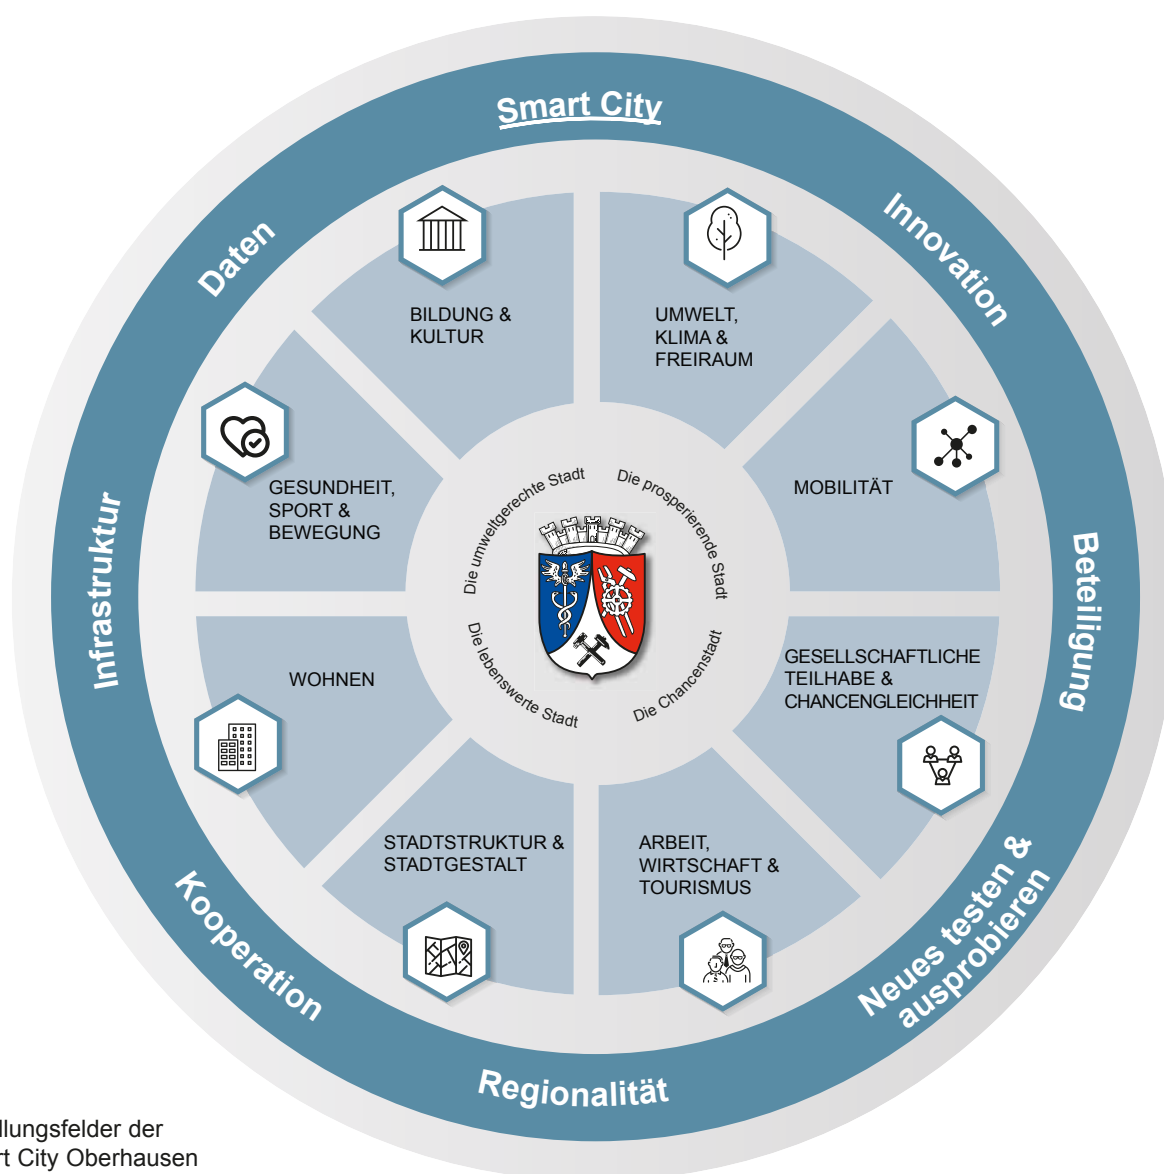 Smart City
Innovation
Beteiligung
Neues testen &
ausprobieren
Regionalität
Kooperation
Infrastruktur
Daten
BILDUNG &
KULTUR
UMWELT,
KLIMA &
FREIRAUM
MOBILITÄT
GESELLSCHAFTLICHE
TEILHABE &
CHANCENGLEICHHEIT
ARBEIT,
WIRTSCHAFT &
TOURISMUS
STADTSTRUKTUR &
STADTGESTALT
WOHNEN
GESUNDHEIT,
SPORT &
BEWEGUNG
Die umweltgerechte Stadt
Die prosperierende Stadt
Die Chancenstadt
Die lebenswerte Stadt
llungsfelder der
rt City Oberhausen